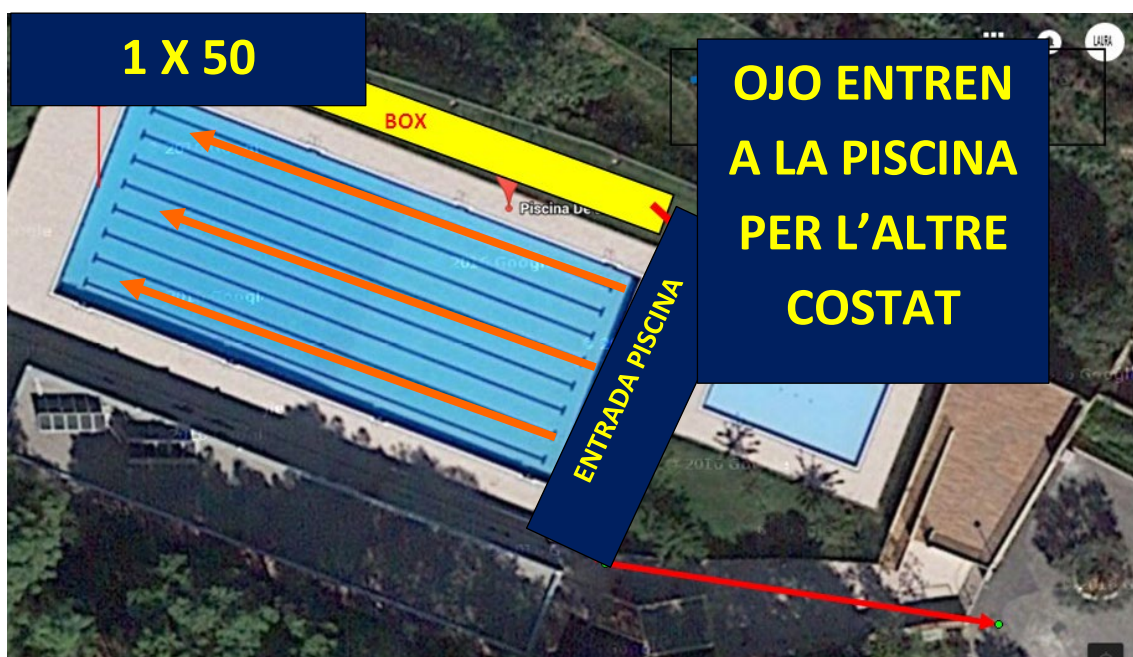 1 X 50
LAURA
OJO ENTREN
A LA PISCINA
PER L’ALTRE
COSTAT
BOX
Piscina De
ENTRADA PISCINA